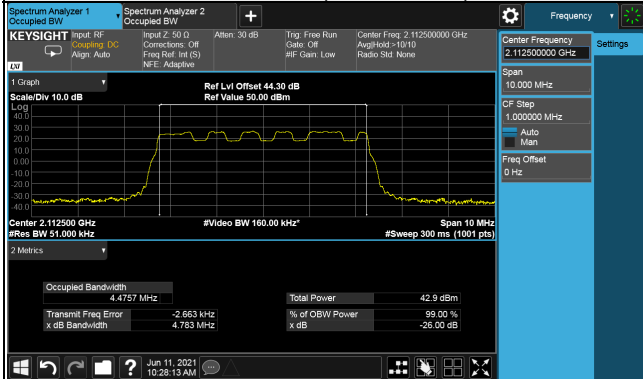 Spectrum Analyzer 1
Occupied BW
Spectrum Analyzer 2
Occupied BW
+
Frequency
KEYSIGHT
Input: RF
Coupling: DC
Align: Auto
Input Z: 50 Ω
Corrections: Off
Freq Ref: Int (S)
NFE: Adaptive
Atten: 30 dB
Trig: Free Run
Gate: Off
#IF Gain: Low
Center Freq: 2.112500000 GHz
Avg|Hold:>10/10
Radio Std: None
LXI
Center Frequency
2.112500000 GHz
Settings
Span
10.000 MHz
CF Step
1.000000 MHz
Auto
Man
Freq Offset
0 Hz
1 Graph
Scale/Div 10.0 dB
Ref Lvl Offset 44.30 dB
Ref Value 50.00 dBm
Log
40.0
30.0
20.0
10.0
0.00
-10.0
-20.0
-30.0
-40.0
Center 2.112500 GHz
#Res BW 51.000 kHz
#Video BW 160.00 kHz*
Span 10 MHz
#Sweep 300 ms (1001 pts)
2 Metrics
Occupied Bandwidth
4.4757 MHz
Total Power
42.9 dBm
Transmit Freq Error
-2.663 kHz
% of OBW Power
99.00 %
x dB Bandwidth
4.783 MHz
x dB
-26.00 dB
?
Jun 11, 2021
10:28:13 AM